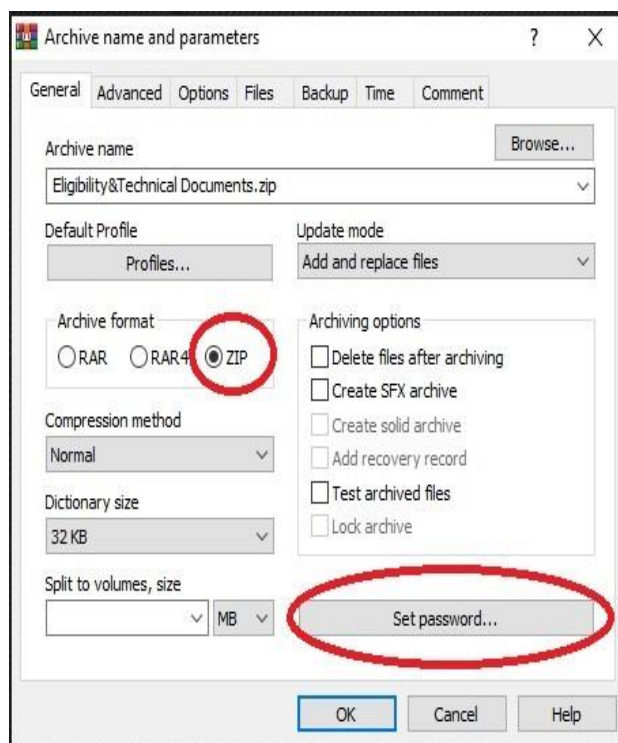 Archive name and parameters
General Advanced Options Files Backup Time Comment
Archive name
Browse...
Eligibility&Technical Documents.zip
Default Profile
Profiles...
Update mode
Add and replace files
Archive format
RAR RAR4 ZIP
Archiving options
Delete files after archiving
Create SFX archive
Create solid archive
Add recovery record
Test archived files
Lock archive
Compression method
Normal
Dictionary size
32 KB
Split to volumes, size
MB
Set password...
OK Cancel Help